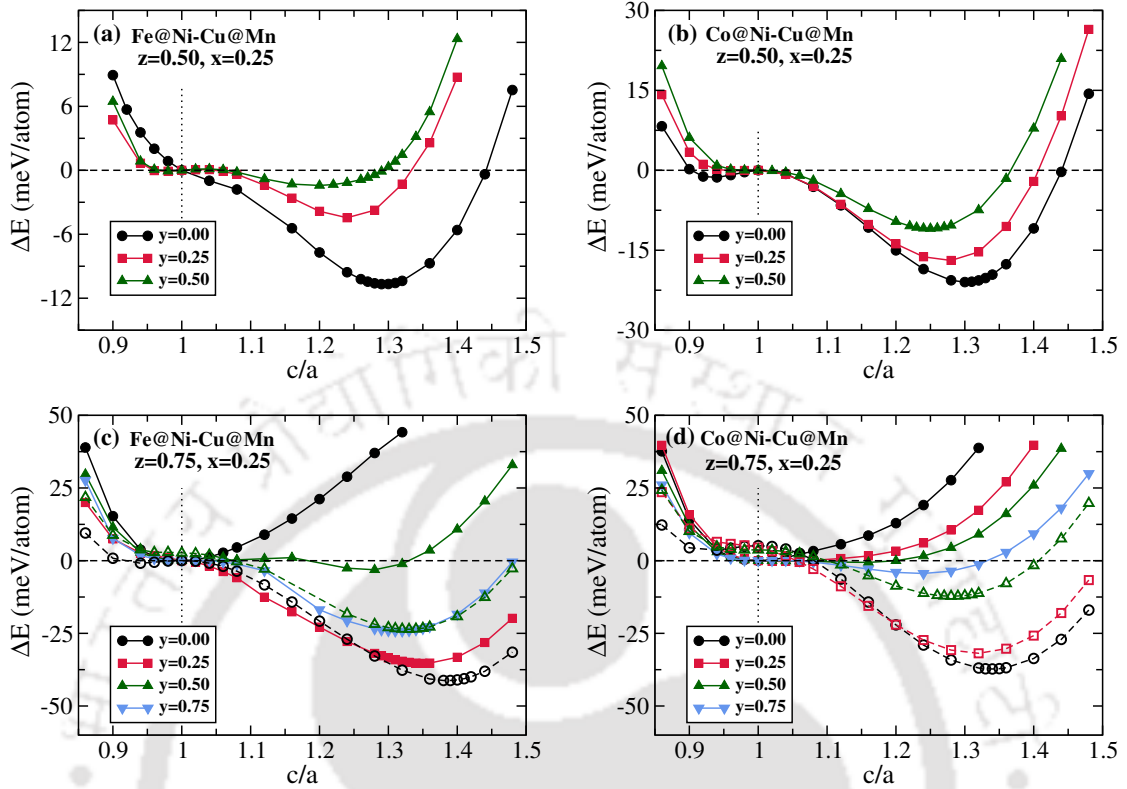 (a) Fe@Ni-Cu@Mn
z=0.50, x=0.25
12
6
0
-6
-12
ΔE (meV/atom)
y=0.00
y=0.25
y=0.50
0.9 1 1.1 1.2 1.3 1.4 1.5
c/a
(b) Co@Ni-Cu@Mn
z=0.50, x=0.25
30
15
0
-15
-30
ΔE (meV/atom)
y=0.00
y=0.25
y=0.50
0.9 1 1.1 1.2 1.3 1.4 1.5
c/a
(c) Fe@Ni-Cu@Mn
z=0.75, x=0.25
50
25
0
-25
-50
ΔE (meV/atom)
y=0.00
y=0.25
y=0.50
y=0.75
0.9 1 1.1 1.2 1.3 1.4 1.5
c/a
(d) Co@Ni-Cu@Mn
z=0.75, x=0.25
50
25
0
-25
-50
ΔE (meV/atom)
y=0.00
y=0.25
y=0.50
y=0.75
0.9 1 1.1 1.2 1.3 1.4 1.5
c/a